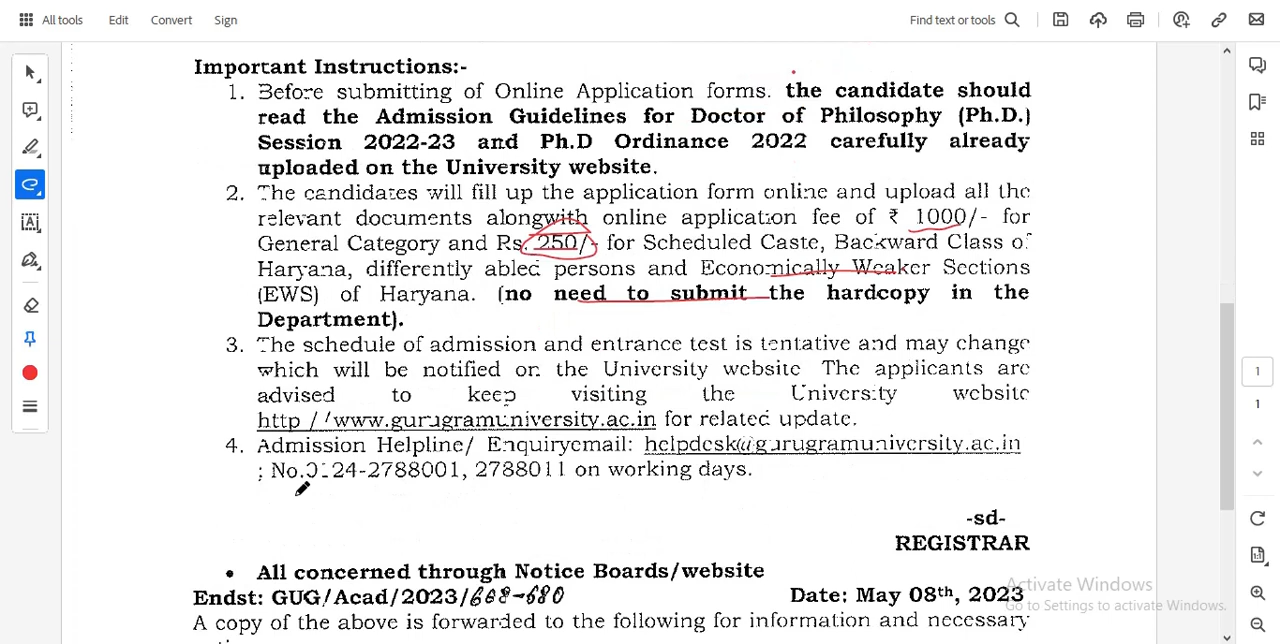 All tools Edit Convert Sign Find text or tools
Important Instructions:-
1. Before submitting of Online Application forms. the candidate should
read the Admission Guidelines for Doctor of Philosophy (Ph.D.)
Session 2022-23 and Ph.D Ordinance 2022 carefully already
uploaded on the University website.
2. The candidates will fill up the application form online and upload all the
relevant documents alongwith online application fee of ₹ 1000/- for
General Category and Rs. 250/- for Scheduled Caste, Backward Class of
Haryana, differently abled persons and Economically Weaker Sections
(EWS) of Haryana. (no need to submit the hardcopy in the
Department).
3. The schedule of admission and entrance test is tentative and may change
which will be notified on the University website The applicants are
advised to keep visiting the University website
http //www.gurugramuniversity.ac.in for related update.
4. Admission Helpline/ Enquiryemail: helpdesk@gurugramuniversity.ac.in
; No.0124-2788001, 2788011 on working days.
-sd-
REGISTRAR
• All concerned through Notice Boards/website
Endst: GUG/Acad/2023/668-680 Date: May 08th, 2023
A copy of the above is forwarded to the following for information and necessary
Activate Windows
Go to Settings to activate Windows.
1
1